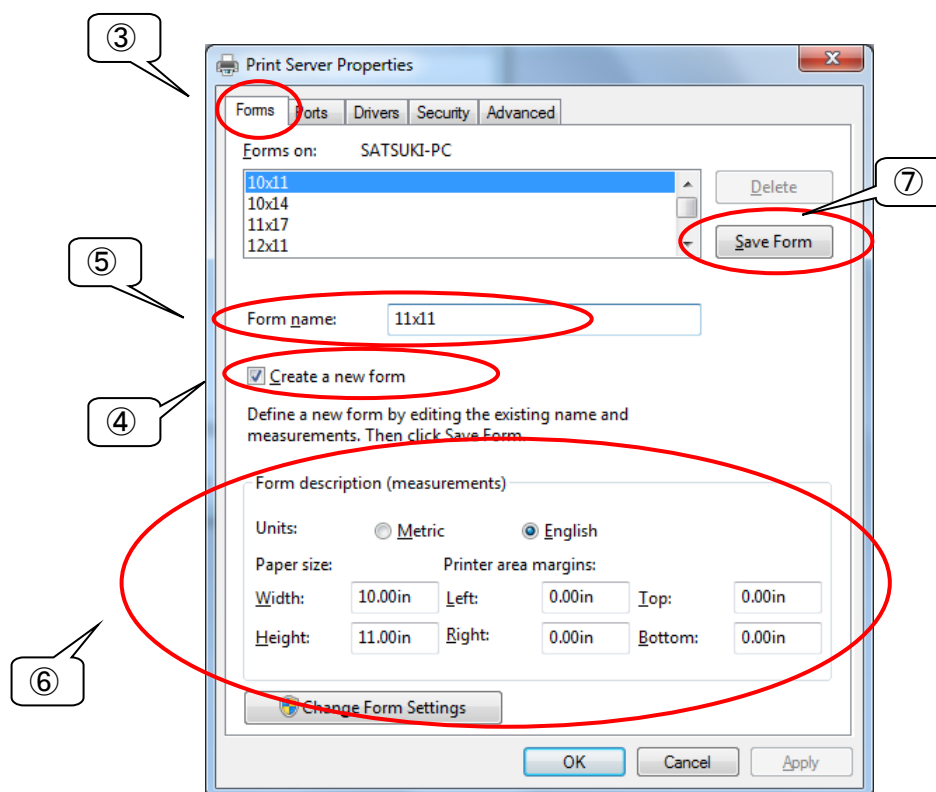 ③
Print Server Properties
Forms Ports Drivers Security Advanced
Forms on: SATSUKI-PC
10x11
10x14
11x17
12x11
Delete
⑦
Save Form
⑤
Form name: 11x11
④
Create a new form
Define a new form by editing the existing name and
measurements. Then click Save Form.
Form description (measurements)
Units: Metric English
Paper size: Printer area margins:
Width: 10.00in Left: 0.00in Top: 0.00in
Height: 11.00in Right: 0.00in Bottom: 0.00in
⑥
Change Form Settings
OK Cancel Apply